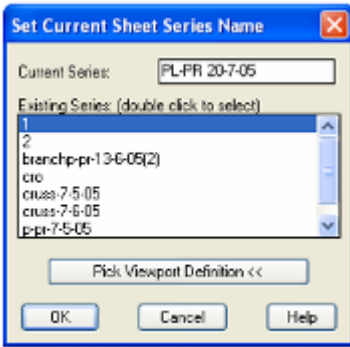 Set Current Sheet Series Name
Current Series: PL-PR 20-7-05
Existing Series: (double click to select)
1
2
branchp-pr-13-6-05(2)
cro
cruss-7-5-05
cruss-7-6-05
p-pr-7-5-05
Pick Viewport Definition <<
OK Cancel Help